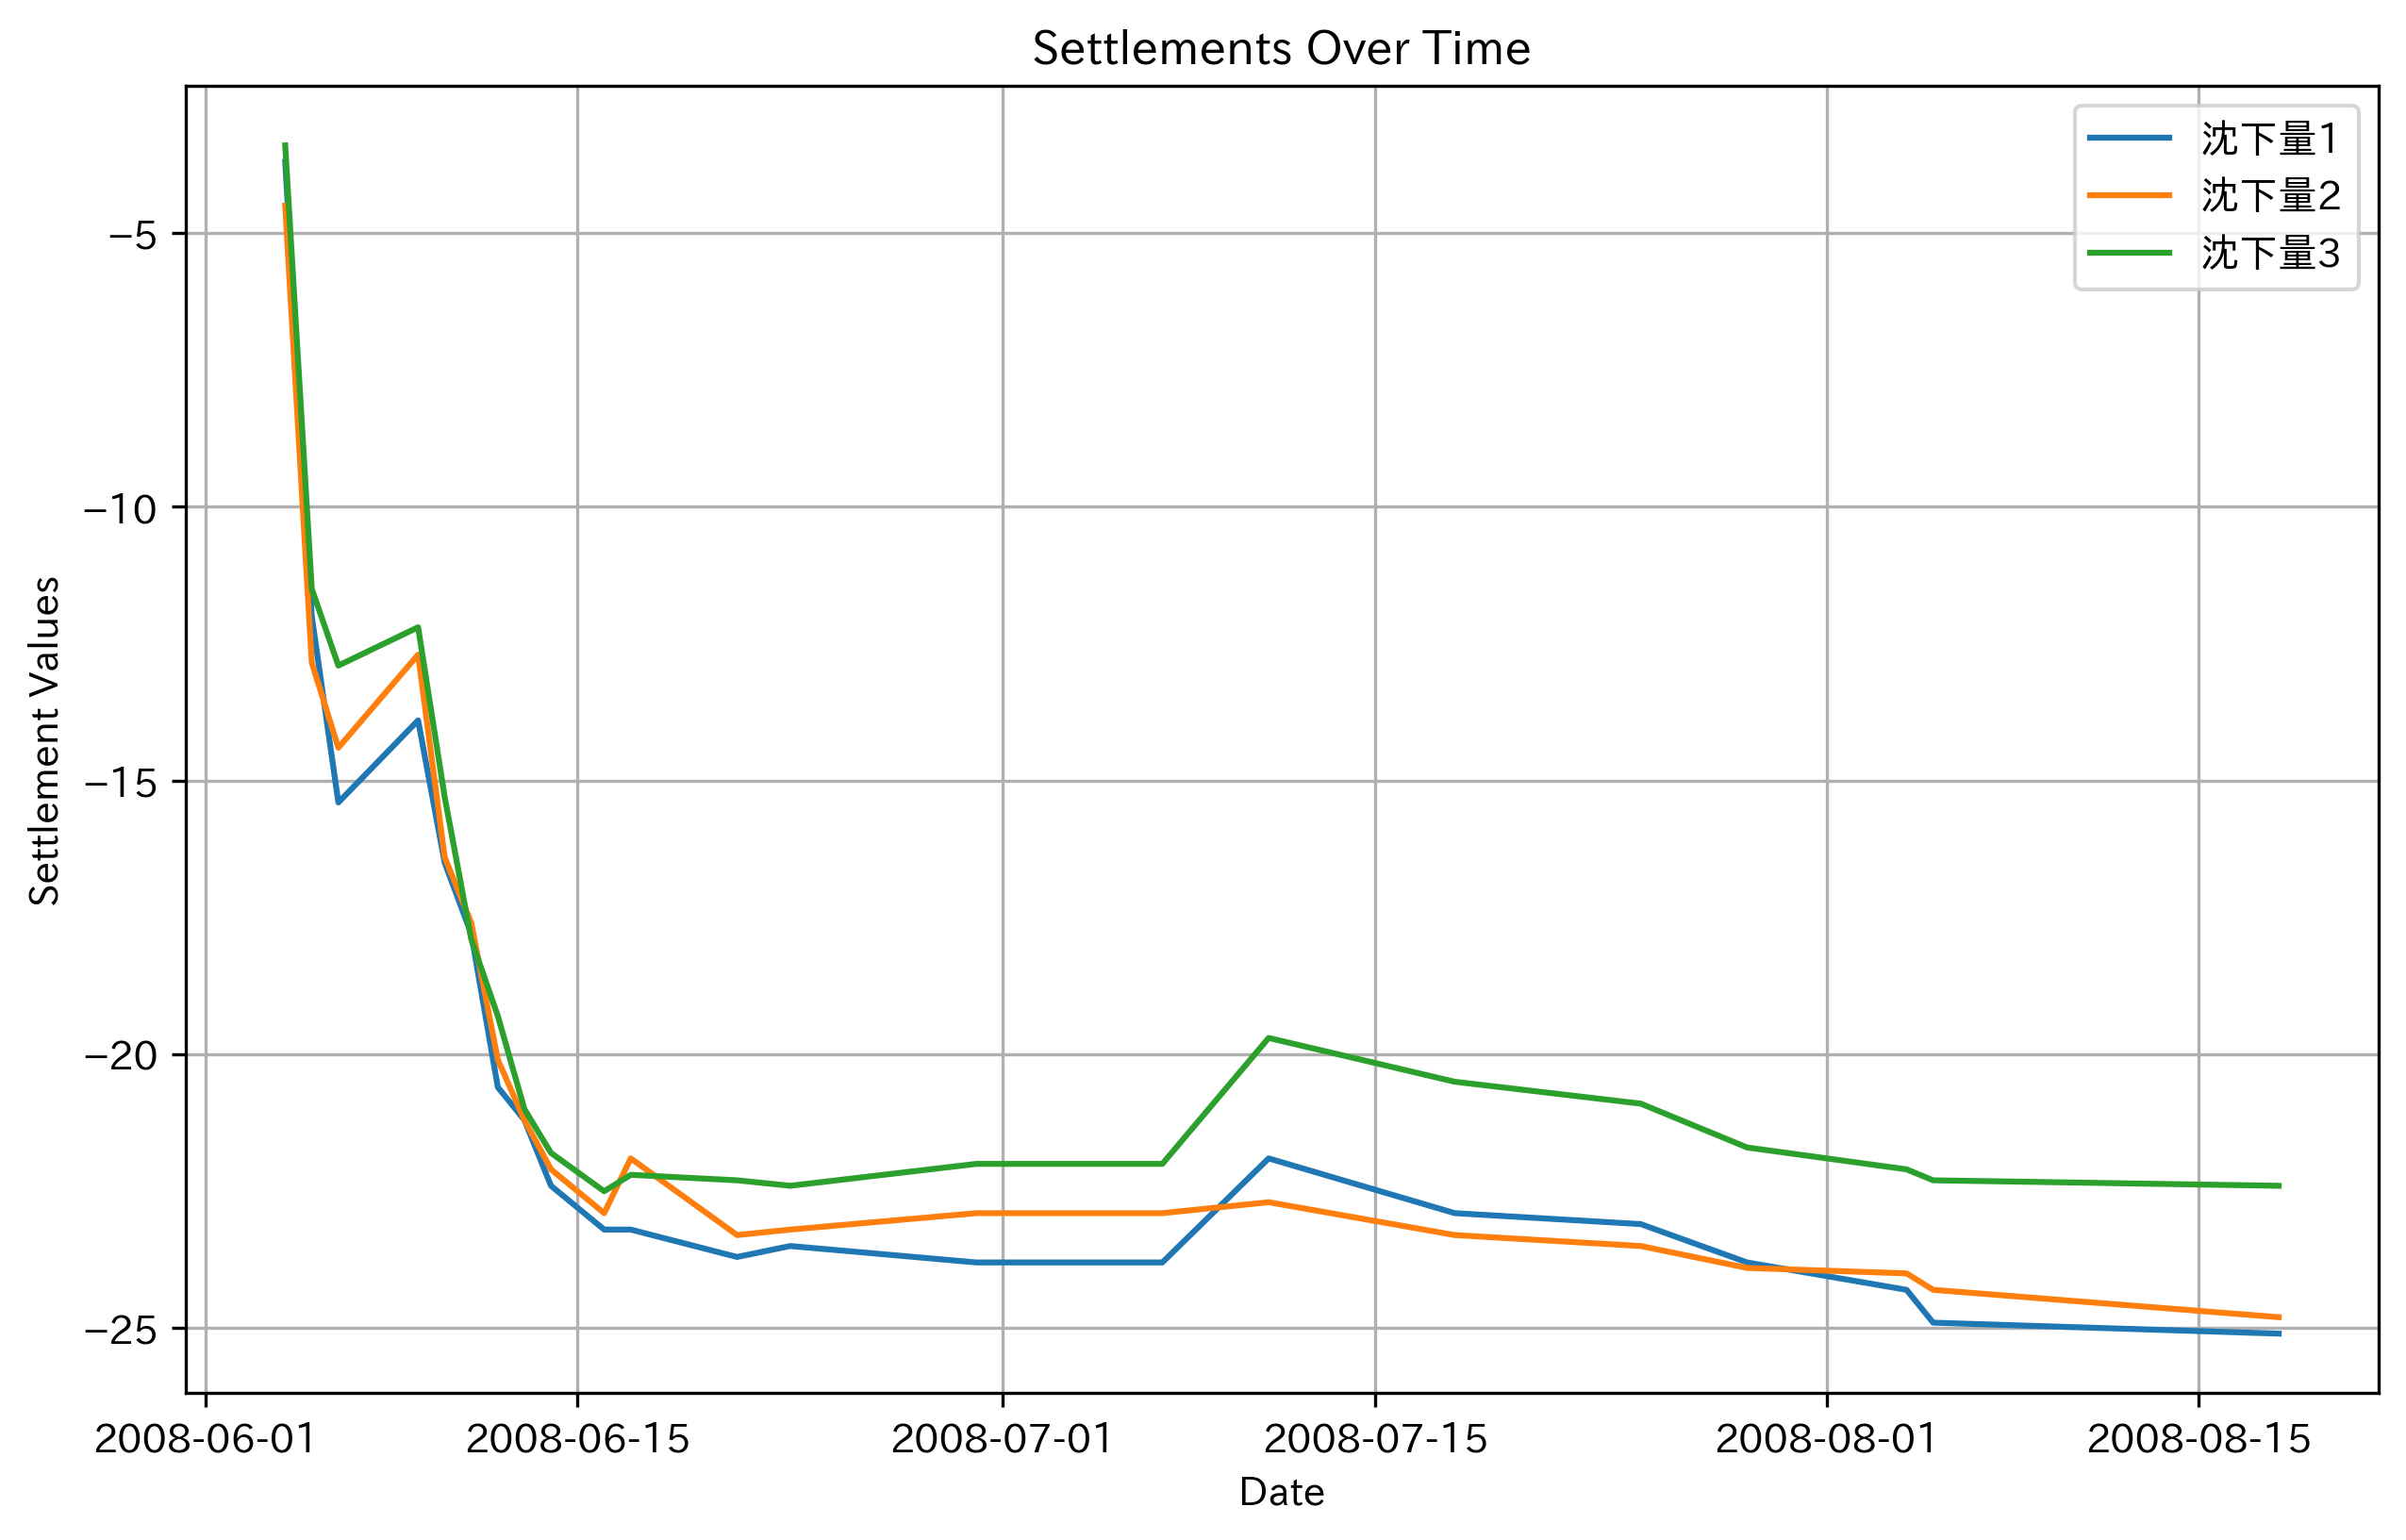 Settlements Over Time
沈下量1
沈下量2
沈下量3
Settlement Values
−5
−10
−15
−20
−25
2008-06-01 2008-06-15 2008-07-01 2008-07-15 2008-08-01 2008-08-15
Date